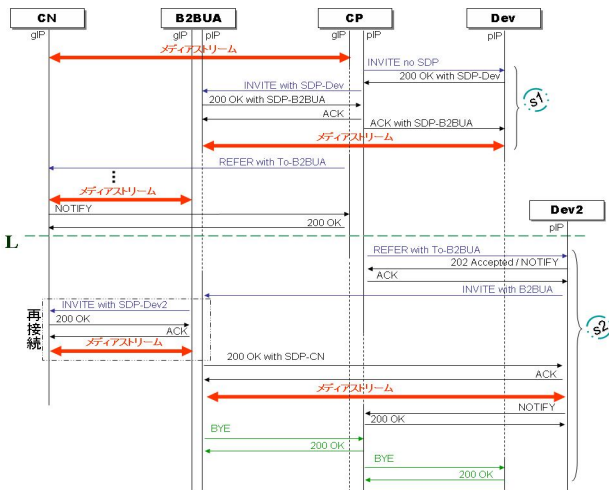 CN B2BUA CP Dev
gIP gIP pIP gIP pIP pIP
メディアストリーム
INVITE no SDP
200 OK with SDP-Dev
INVITE with SDP-Dev
200 OK with SDP-B2BUA
ACK
ACK with SDP-B2BUA
s1
メディアストリーム
REFER with To-B2BUA
⋮
メディアストリーム
NOTIFY
200 OK
Dev2
pIP
L
REFER with To-B2BUA
202 Accepted / NOTIFY
ACK
INVITE with B2BUA
再接続
INVITE with SDP-Dev2
200 OK
ACK
メディアストリーム
s2
200 OK with SDP-CN
ACK
メディアストリーム
NOTIFY
200 OK
BYE
200 OK
BYE
200 OK